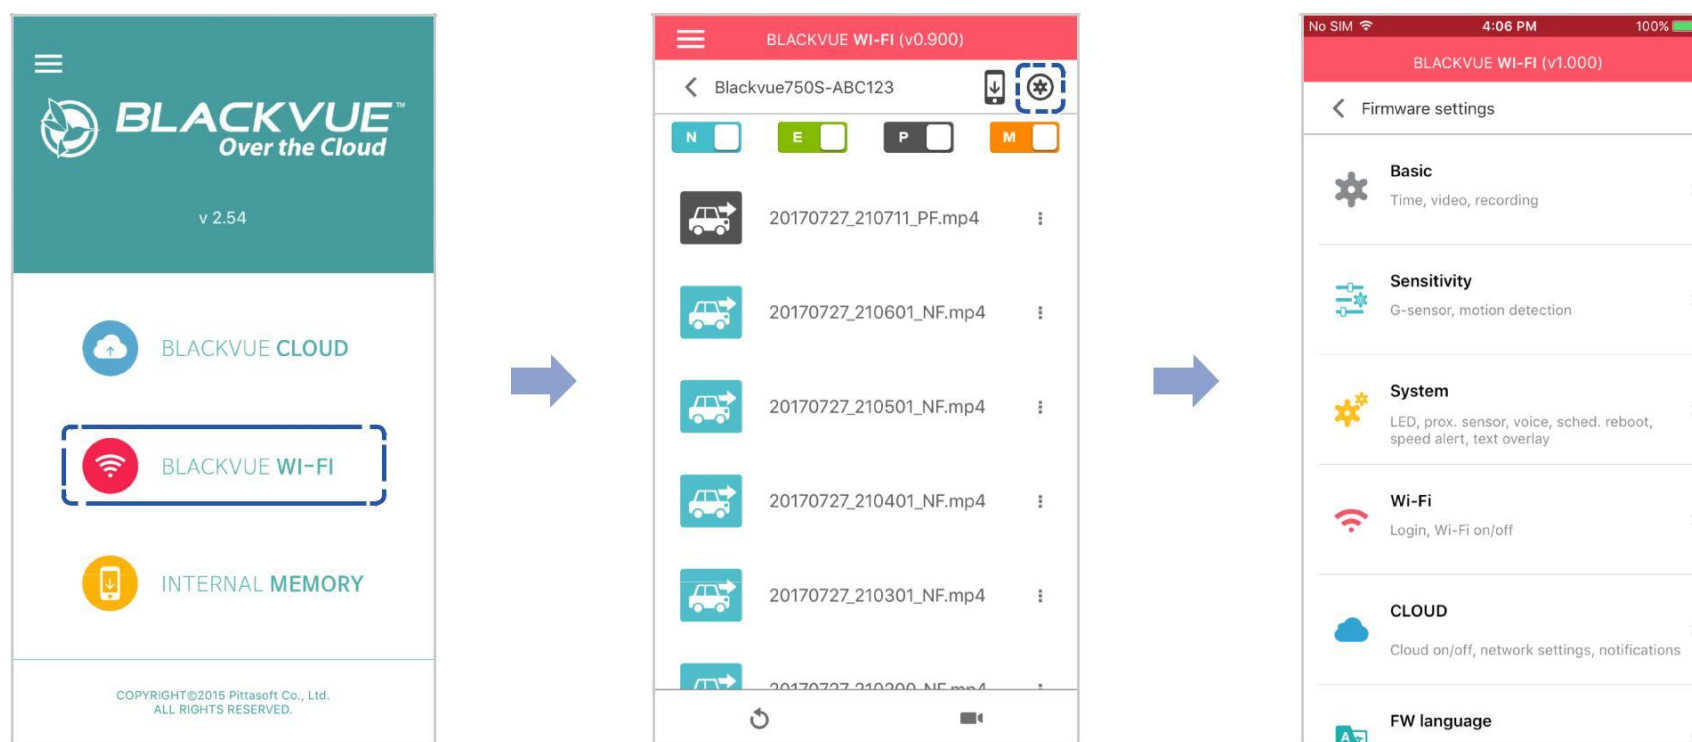 BLACKVUE™
Over the Cloud
v 2.54
BLACKVUE CLOUD
BLACKVUE WI-FI
INTERNAL MEMORY
COPYRIGHT©2015 Pittasoft Co., Ltd.
ALL RIGHTS RESERVED.
BLACKVUE WI-FI (v0.900)
Blackvue750S-ABC123
N E P M
20170727_210711_PF.mp4
20170727_210601_NF.mp4
20170727_210501_NF.mp4
20170727_210401_NF.mp4
20170727_210301_NF.mp4
20170727_210200_NF.mp4
No SIM 4:06 PM 100%
BLACKVUE WI-FI (v1.000)
Firmware settings
Basic
Time, video, recording
Sensitivity
G-sensor, motion detection
System
LED, prox. sensor, voice, sched. reboot,
speed alert, text overlay
Wi-Fi
Login, Wi-Fi on/off
CLOUD
Cloud on/off, network settings, notifications
FW language
A